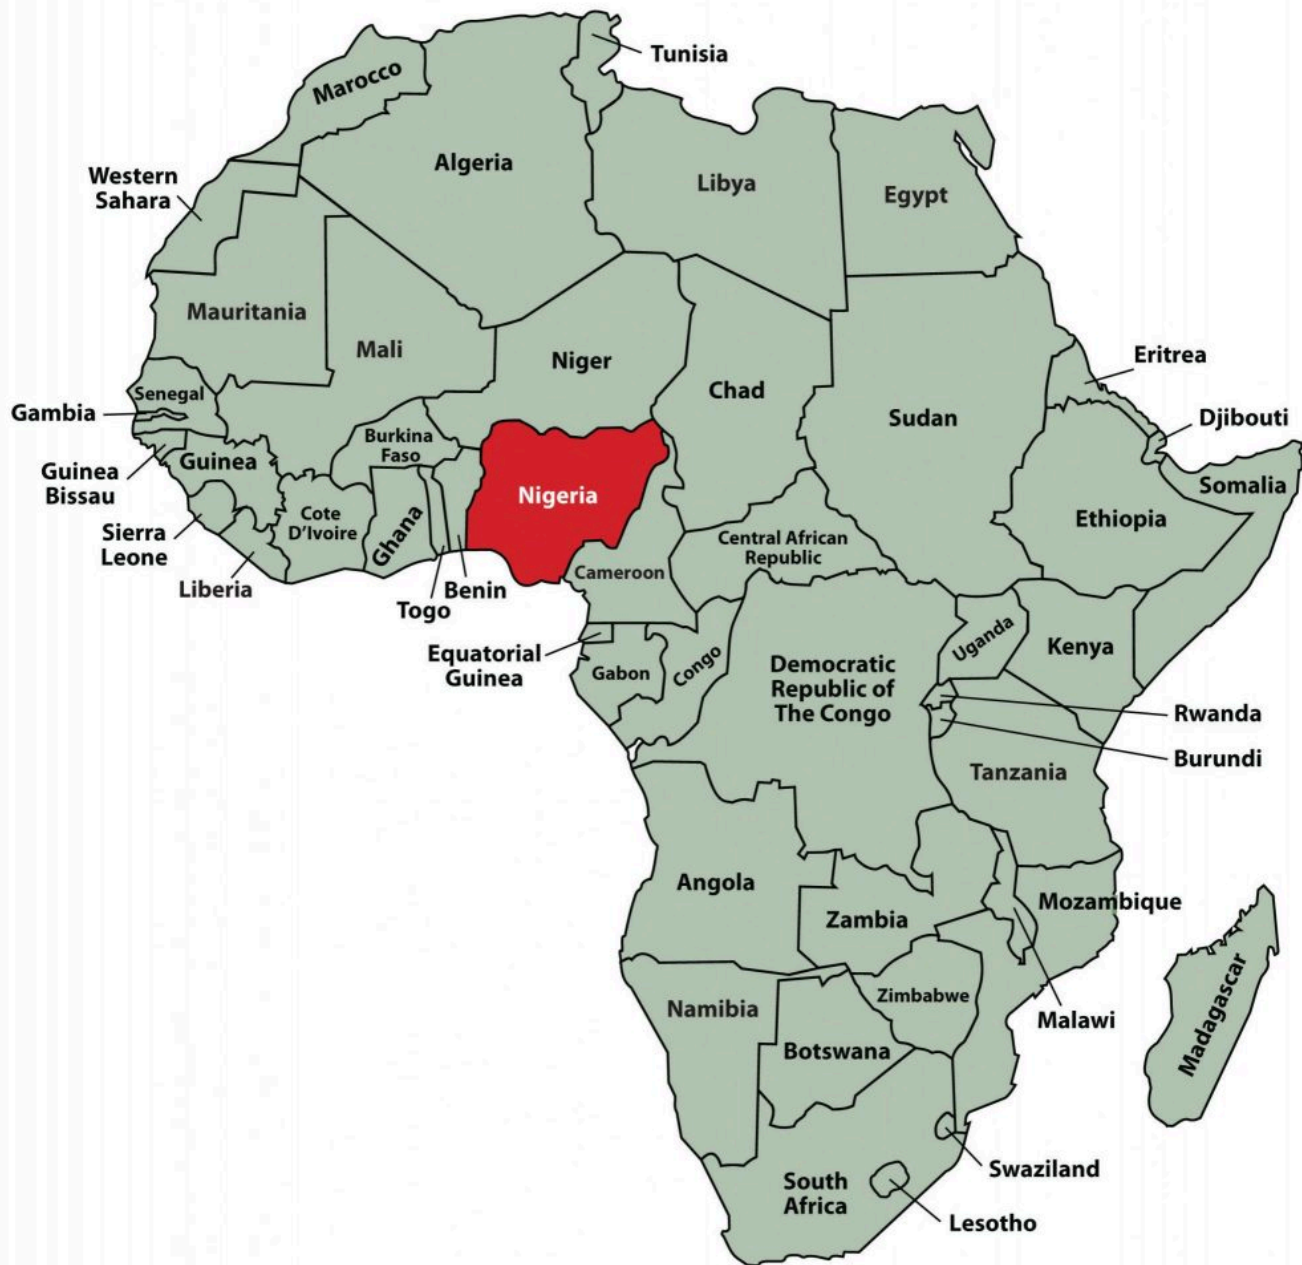 Tunisia
Marocco
Algeria
Libya
Egypt
Western
Sahara
Mauritania
Mali
Niger
Chad
Sudan
Eritrea
Djibouti
Senegal
Gambia
Burkina
Faso
Guinea
Guinea
Bissau
Nigeria
Somalia
Ethiopia
Cote
D'Ivoire
Ghana
Sierra
Leone
Central African
Republic
Cameroon
Liberia
Benin
Togo
Uganda
Kenya
Equatorial
Guinea
Gabon
Congo
Democratic
Republic of
The Congo
Rwanda
Burundi
Tanzania
Angola
Zambia
Mozambique
Namibia
Zimbabwe
Malawi
Madagascar
Botswana
Swaziland
South
Africa
Lesotho